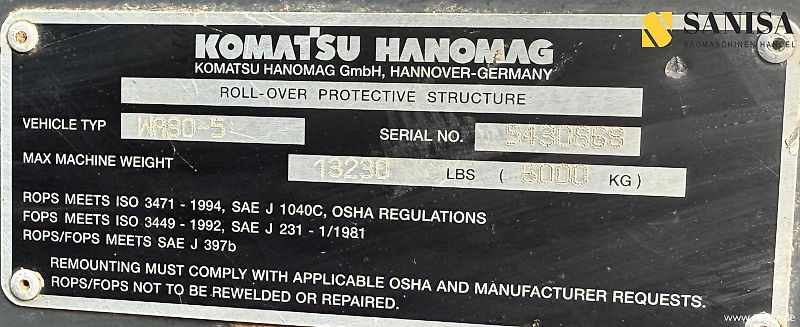 SANISA
BAUMASCHINEN HANDEL
KOMATSU HANOMAG
KOMATSU HANOMAG GmbH, HANNOVER-GERMANY
ROLL-OVER PROTECTIVE STRUCTURE
VEHICLE TYP WA80-5 SERIAL NO.
MAX MACHINE WEIGHT 13230 LBS ( 6000 KG)
ROPS MEETS ISO 3471 - 1994, SAE J 1040C, OSHA REGULATIONS
FOPS MEETS ISO 3449 - 1992, SAE J 231 - 1/1981
ROPS/FOPS MEETS SAE J 397b
REMOUNTING MUST COMPLY WITH APPLICABLE OSHA AND MANUFACTURER REQUESTS.
ROPS/FOPS NOT TO BE REWELDED OR REPAIRED.